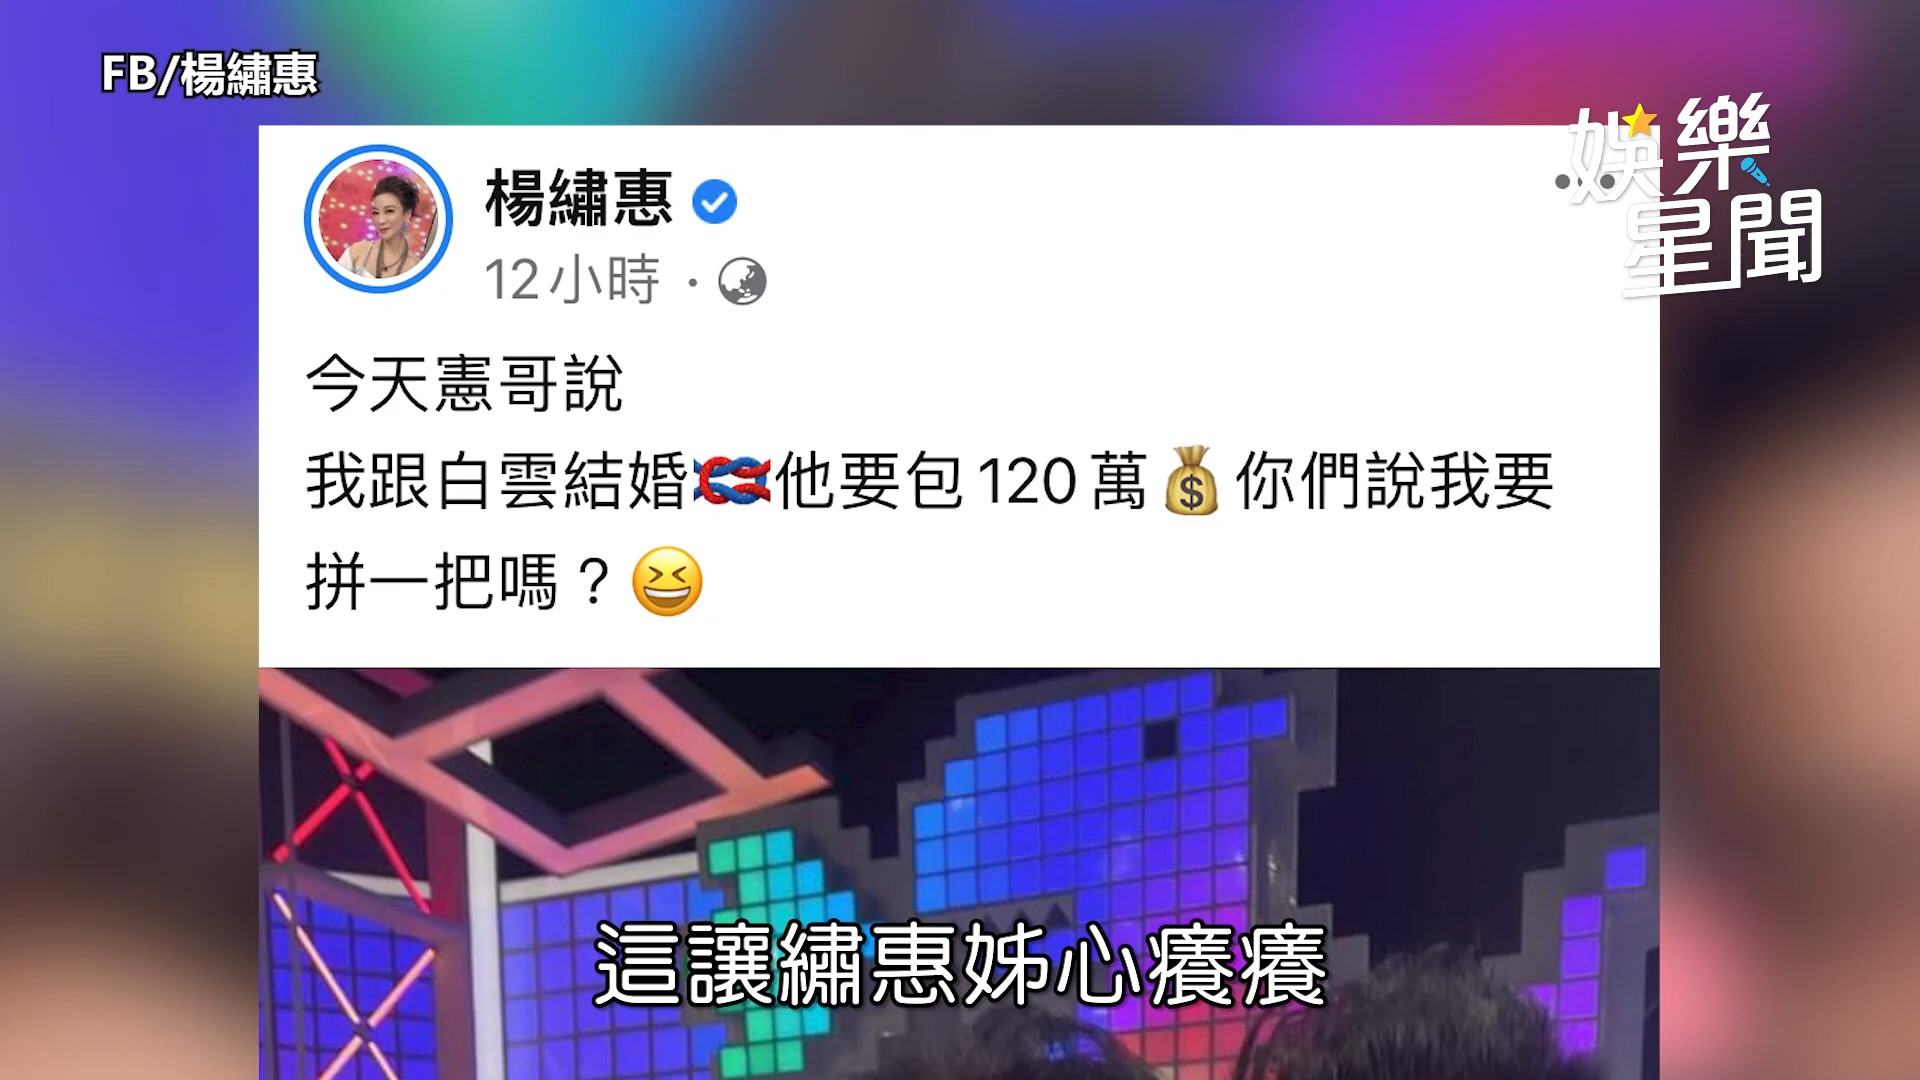 FB/楊繡惠
娛樂
星聞
楊繡惠
12小時 ·
今天憲哥說
我跟白雲結婚🪢他要包120萬💰你們說我要
拼一把嗎？😆
這讓繡惠姊心癢癢